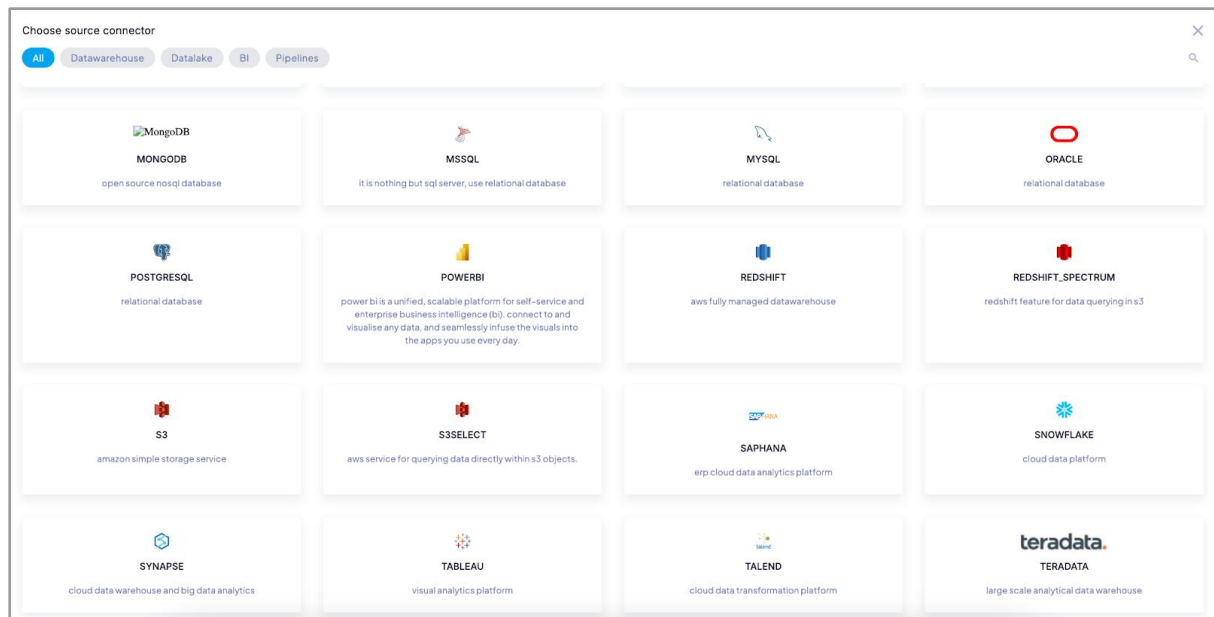 Choose source connector
All Datawarehouse Datalake BI Pipelines
MongoDB
MONGODB
open source nosql database
MSSQL
it is nothing but sql server, use relational database
MYSQL
relational database
ORACLE
relational database
POSTGRESQL
relational database
POWERBI
power bi is a unified, scalable platform for self-service and
enterprise business intelligence (bi). connect to and
visualise any data, and seamlessly infuse the visuals into
the apps you use every day.
REDSHIFT
aws fully managed datawarehouse
REDSHIFT_SPECTRUM
redshift feature for data querying in s3
S3
amazon simple storage service
S3SELECT
aws service for querying data directly within s3 objects.
SAP HANA
SAPHANA
erp cloud data analytics platform
SNOWFLAKE
cloud data platform
SYNAPSE
cloud data warehouse and big data analytics
TABLEAU
visual analytics platform
talend
TALEND
cloud data transformation platform
teradata.
TERADATA
large scale analytical data warehouse